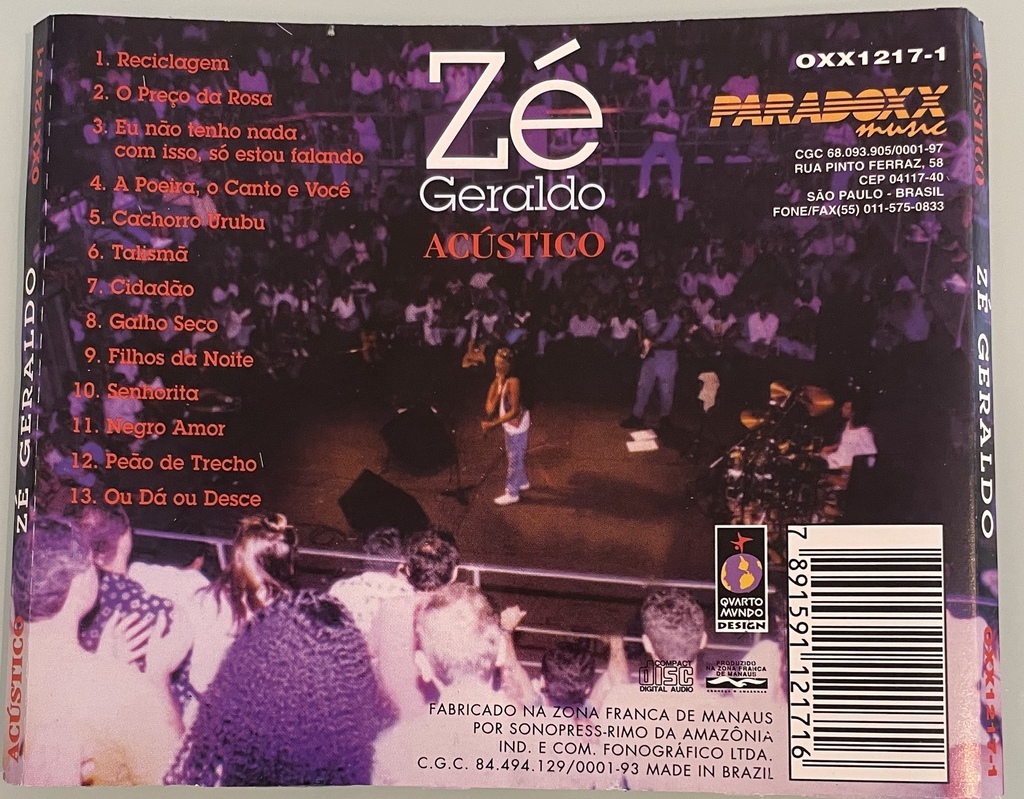 1. Reciclagem
2. O Preço da Rosa
3. Eu não tenho nada
com isso, só estou falando
4. A Poeira, o Canto e Você
5. Cachorro Urubu
6. Talismã
7. Cidadão
8. Galho Seco
9. Filhos da Noite
10. Senhorita
11. Negro Amor
12. Peão de Trecho
13. Ou Dá ou Desce
Zé
Geraldo
ACÚSTICO
OXX1217-1
PARADOXX
music
CGC 68.093.905/0001-97
RUA PINTO FERRAZ, 58
CEP 04117-40
SÃO PAULO - BRASIL
FONE/FAX(55) 011-575-0833
OXX1217-1
ZÉ GERALDO
ACÚSTICO
ACÚSTICO
ZÉ GERALDO
OXX1217-1
QVARTO
MVNDO
DESIGN
COMPACT
disc
DIGITAL AUDIO
PRODUZIDO
NA ZONA FRANCA
DE MANAUS
7 891591 121716
FABRICADO NA ZONA FRANCA DE MANAUS
POR SONOPRESS-RIMO DA AMAZÔNIA
IND. E COM. FONOGRÁFICO LTDA.
C.G.C. 84.494.129/0001-93 MADE IN BRAZIL